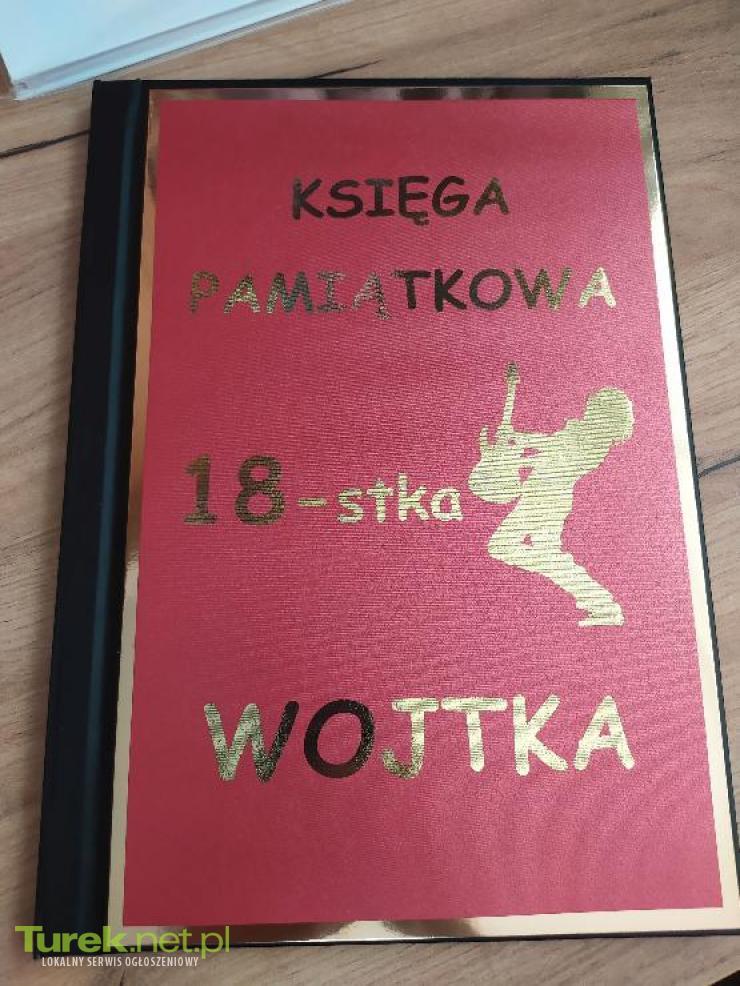 KSIĘGA
PAMIĄTKOWA
18-stka
WOJTKA
Turek.net.pl
LOKALNY SERWIS OGŁOSZENIOWY